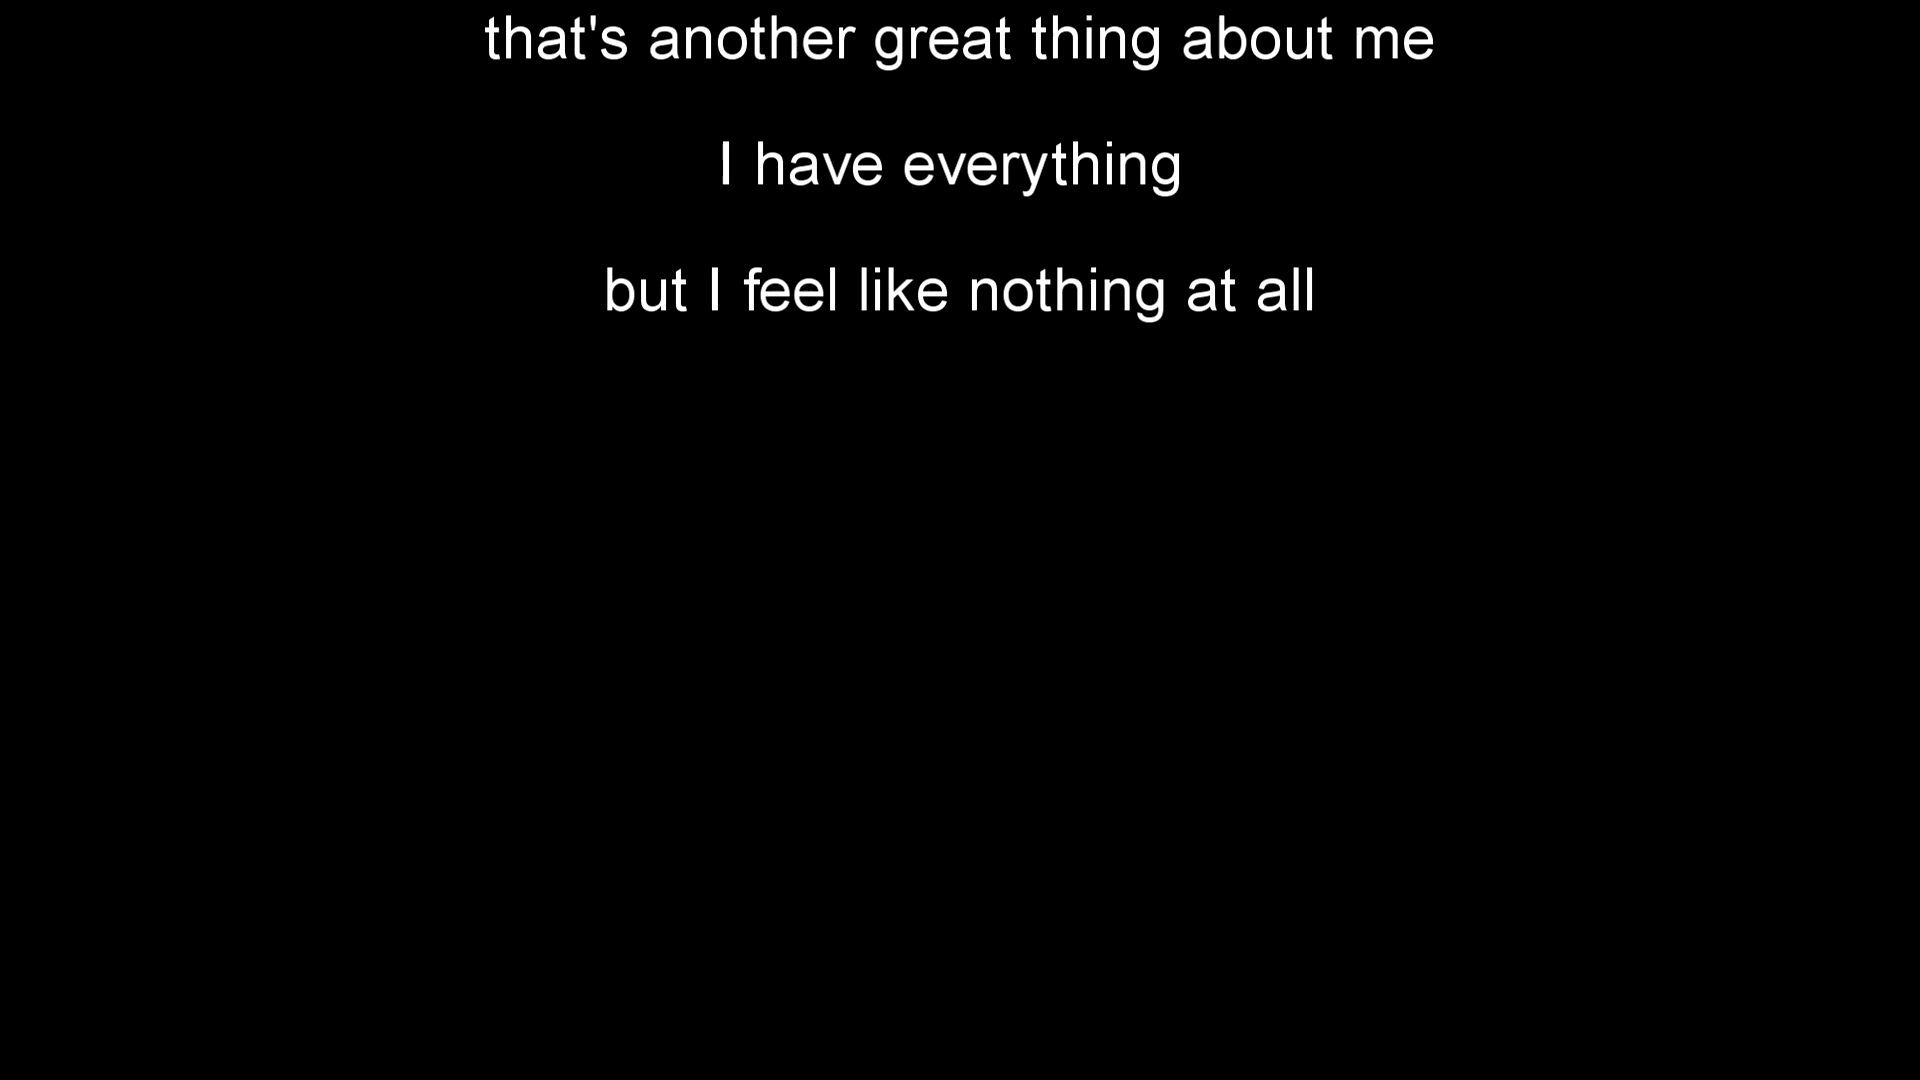 that's another great thing about me
I have everything
but I feel like nothing at all